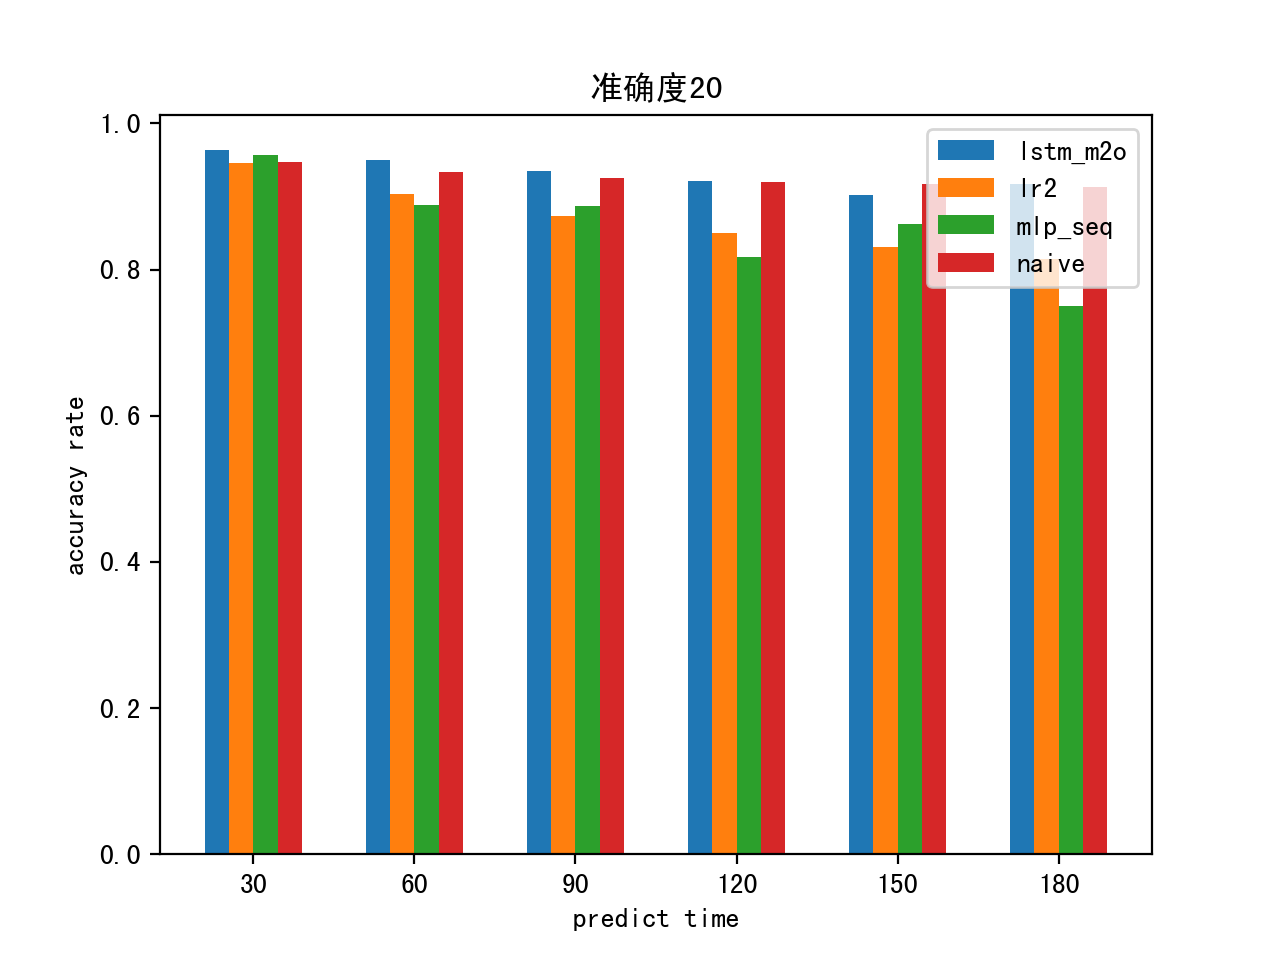 准确度20
1.0
0.8
0.6
0.4
0.2
0.0
accuracy rate
lstm_m2o
lr2
mlp_seq
naive
30 60 90 120 150 180
predict time